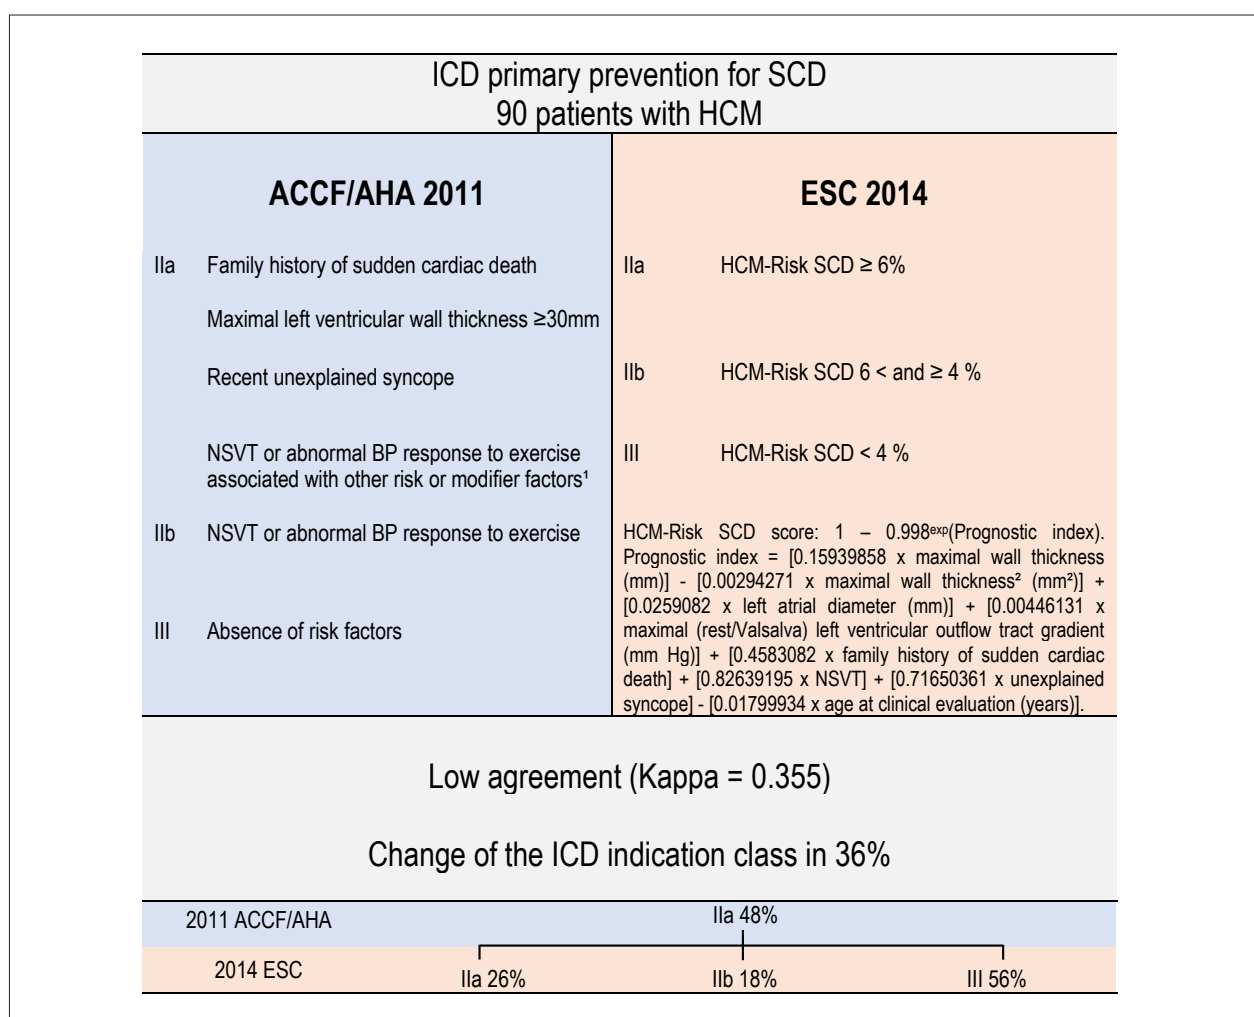 ICD primary prevention for SCD
90 patients with HCM
ACCF/AHA 2011
IIa Family history of sudden cardiac death
Maximal left ventricular wall thickness ≥30mm
Recent unexplained syncope
NSVT or abnormal BP response to exercise
associated with other risk or modifier factors¹
IIb NSVT or abnormal BP response to exercise
III Absence of risk factors
ESC 2014
IIa HCM-Risk SCD ≥ 6%
IIb HCM-Risk SCD 6 < and ≥ 4 %
III HCM-Risk SCD < 4 %
HCM-Risk SCD score: 1 – 0.998ᵉˣᵖ(Prognostic index).
Prognostic index = [0.15939858 x maximal wall thickness
(mm)] - [0.00294271 x maximal wall thickness² (mm²)] +
[0.0259082 x left atrial diameter (mm)] + [0.00446131 x
maximal (rest/Valsalva) left ventricular outflow tract gradient
(mm Hg)] + [0.4583082 x family history of sudden cardiac
death] + [0.82639195 x NSVT] + [0.71650361 x unexplained
syncope] - [0.01799934 x age at clinical evaluation (years)].
Low agreement (Kappa = 0.355)
Change of the ICD indication class in 36%
2011 ACCF/AHA IIa 48%
2014 ESC IIa 26% IIb 18% III 56%